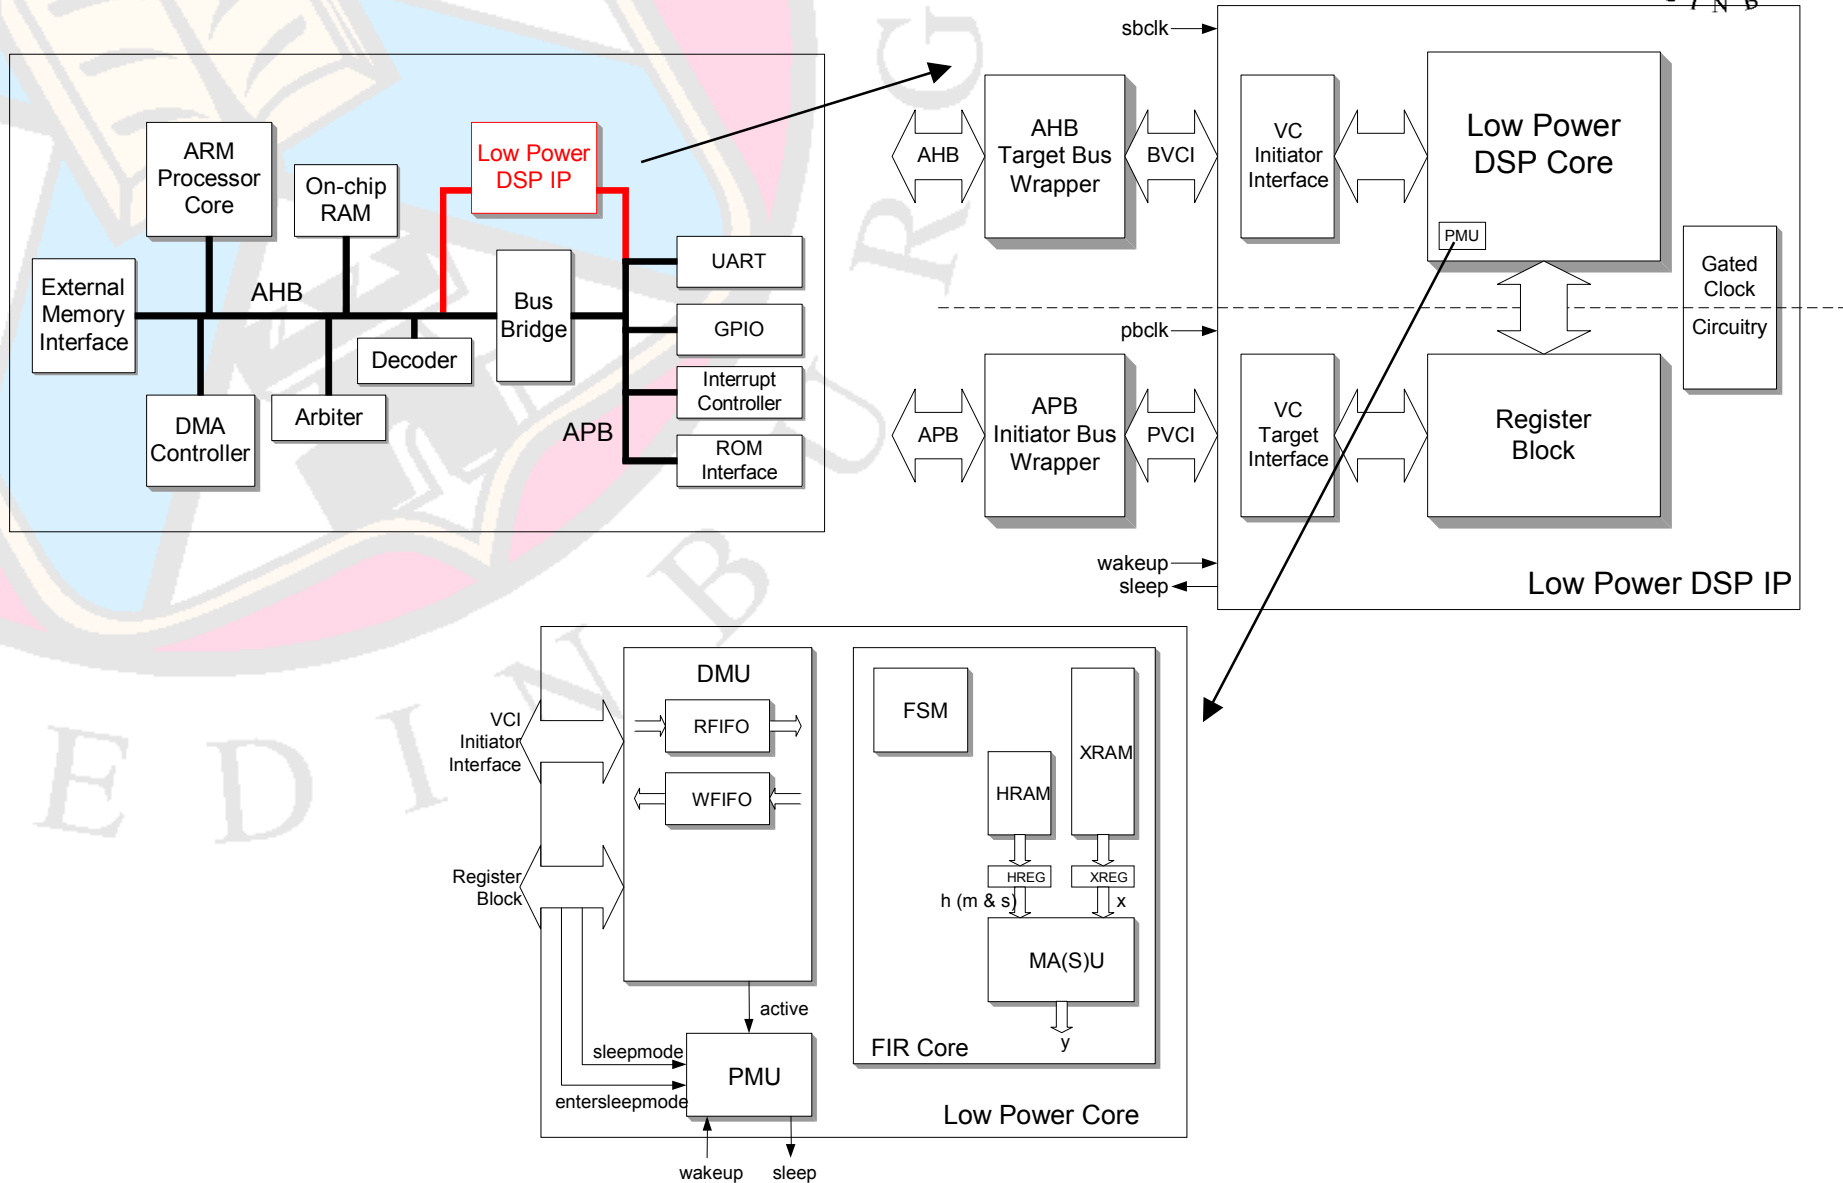 ARM
Processor
Core
On-chip
RAM
Low Power
DSP IP
External
Memory
Interface
AHB
Bus
Bridge
Decoder
DMA
Controller
Arbiter
APB
UART
GPIO
Interrupt
Controller
ROM
Interface
sbclk
AHB
AHB
Target Bus
Wrapper
BVCI
VC
Initiator
Interface
Low Power
DSP Core
PMU
Gated
Clock
Circuitry
pbclk
APB
APB
Initiator Bus
Wrapper
PVCI
VC
Target
Interface
Register
Block
wakeup
sleep
Low Power DSP IP
DMU
RFIFO
WFIFO
VCI
Initiator
Interface
Register
Block
active
sleepmode
entersleepmode
PMU
wakeup
sleep
FSM
XRAM
HRAM
HREG
XREG
h (m & s)
x
MA(S)U
y
FIR Core
Low Power Core
E D I N B U R G